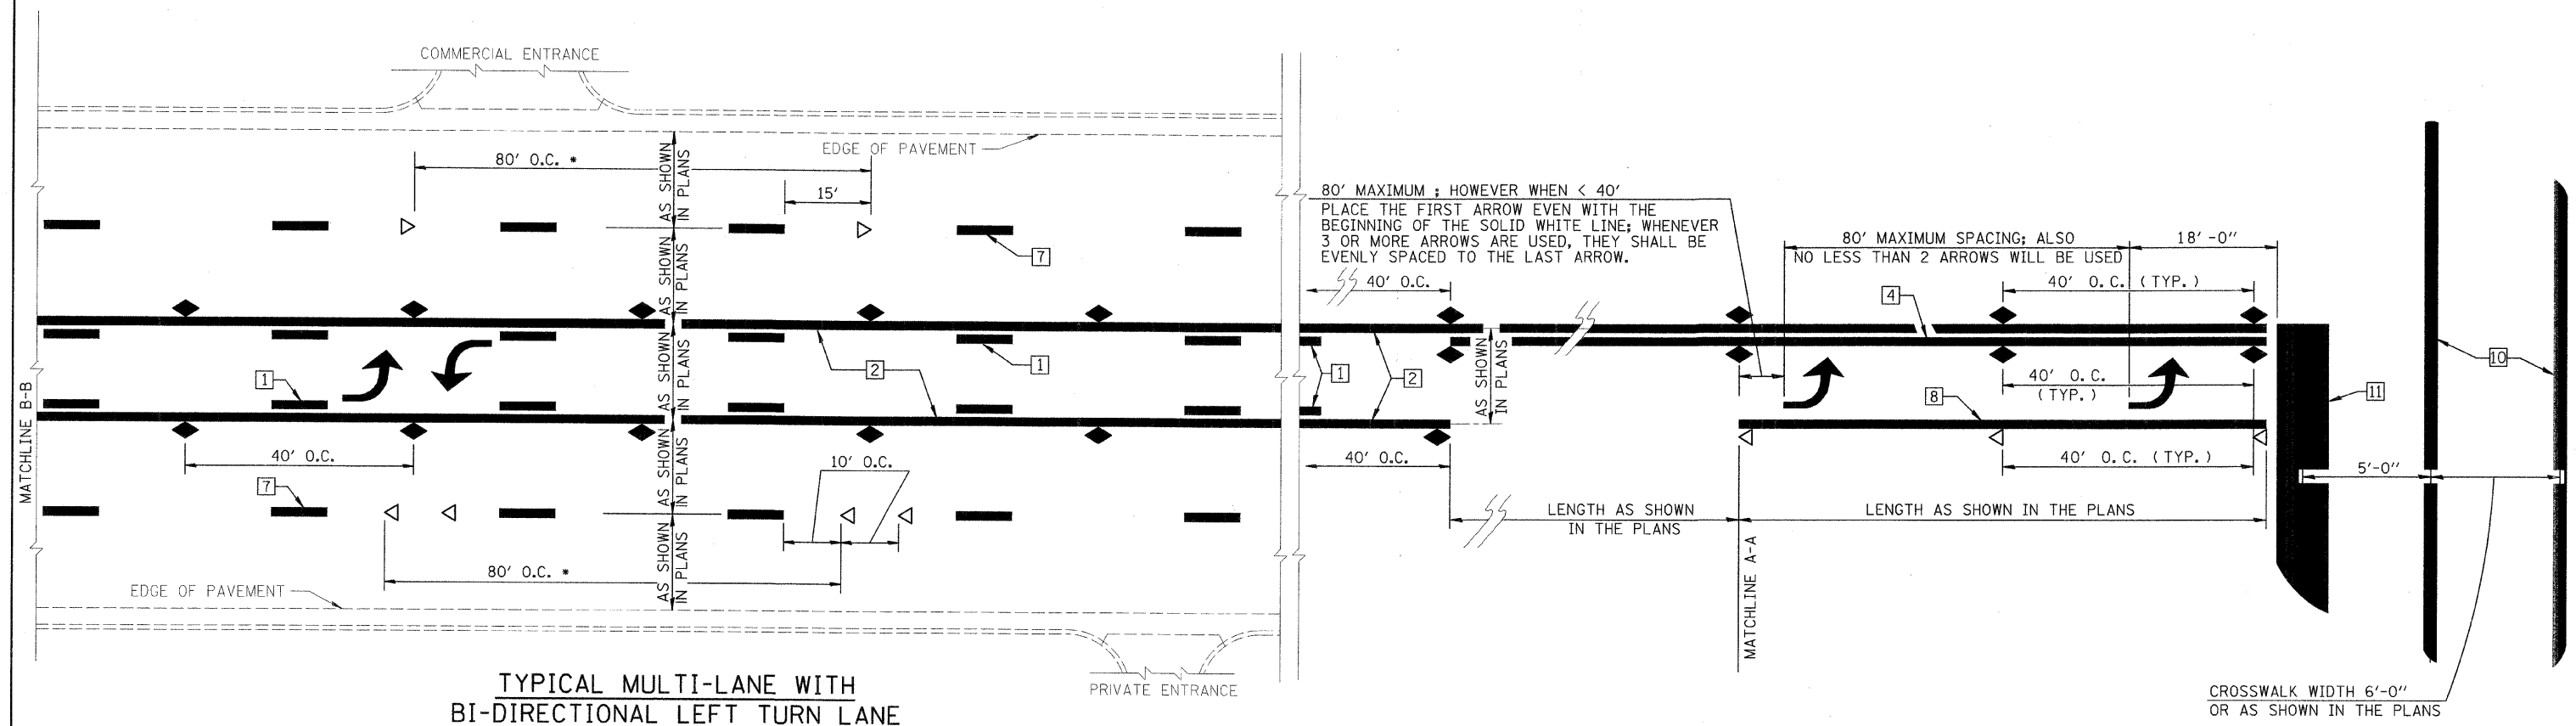 COMMERCIAL ENTRANCE
EDGE OF PAVEMENT
80' O.C. *
15'
AS SHOWN
IN PLANS
AS SHOWN
IN PLANS
AS SHOWN
IN PLANS
AS SHOWN
IN PLANS
AS SHOWN
IN PLANS
7
1
1
2
MATCHLINE B-B
40' O.C.
10' O.C.
7
80' O.C. *
EDGE OF PAVEMENT
PRIVATE ENTRANCE
TYPICAL MULTI-LANE WITH
BI-DIRECTIONAL LEFT TURN LANE
80' MAXIMUM ; HOWEVER WHEN < 40'
PLACE THE FIRST ARROW EVEN WITH THE
BEGINNING OF THE SOLID WHITE LINE; WHENEVER
3 OR MORE ARROWS ARE USED, THEY SHALL BE
EVENLY SPACED TO THE LAST ARROW.
80' MAXIMUM SPACING; ALSO
NO LESS THAN 2 ARROWS WILL BE USED
18'-0"
40' O.C.
4
40' O.C. (TYP.)
1
2
AS SHOWN
IN PLANS
40' O.C.
(TYP.)
8
10
11
40' O.C.
40' O.C. (TYP.)
5'-0"
LENGTH AS SHOWN
IN THE PLANS
LENGTH AS SHOWN IN THE PLANS
MATCHLINE A-A
CROSSWALK WIDTH 6'-0"
OR AS SHOWN IN THE PLANS